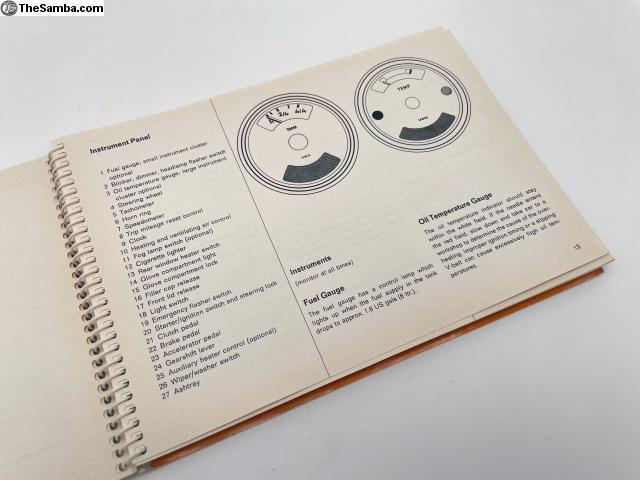 TheSamba.com
Instrument Panel
1 Fuel gauge; small instrument cluster
optional
2 Blinker, dimmer, headlamp flasher switch
3 Oil temperature gauge; large instrument
cluster optional
4 Steering wheel
5 Tachometer
6 Horn ring
7 Speedometer
8 Trip mileage reset control
9 Clock
10 Heating and ventilating air control
11 Fog lamp switch (optional)
12 Cigarette lighter
13 Rear window heater switch
14 Glove compartment light
15 Glove compartment lock
16 Filler cap release
17 Front lid release
18 Light switch
19 Emergency flasher switch
20 Starter/ignition switch and steering lock
21 Clutch pedal
22 Brake pedal
23 Accelerator pedal
24 Gearshift lever
25 Auxiliary heater control (optional)
26 Wiper/washer switch
27 Ashtray
2/4 4/4
TANK
Instruments
(monitor at all times)
Fuel Gauge
The fuel gauge has a control lamp which
lights up when the fuel supply in the tank
drops to approx. 1.6 US gals (6 ltr.).
TEMP
Oil Temperature Gauge
The oil temperature indicator should stay
within the white field. If the needle enters
the red field, slow down and take car to a
workshop to determine the cause of the over-
heating. Improper ignition timing or a slipping
V-belt can cause excessively high oil tem-
peratures.
13